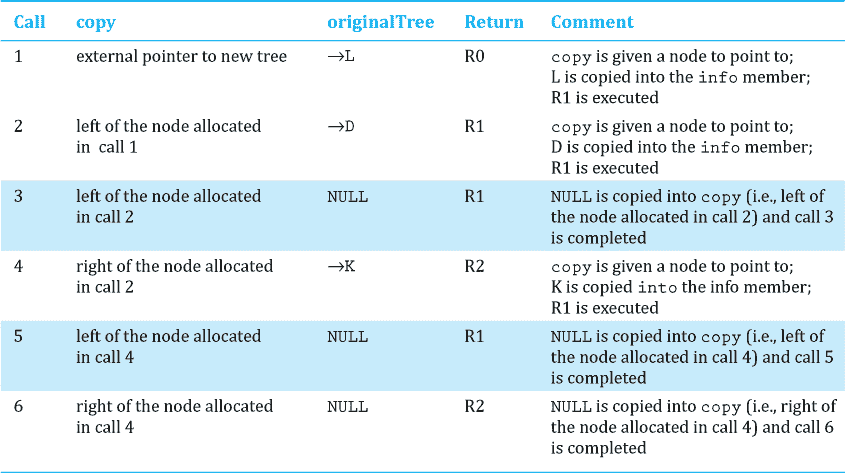 Call copy originalTree Return Comment
1 external pointer to new tree →L R0 copy is given a node to point to;
L is copied into the info member;
R1 is executed
2 left of the node allocated →D R1 copy is given a node to point to;
in call 1 D is copied into the info member;
R1 is executed
3 left of the node allocated NULL R1 NULL is copied into copy (i.e., left of
in call 2 the node allocated in call 2) and call 3
is completed
4 right of the node allocated →K R2 copy is given a node to point to;
in call 2 K is copied into the info member;
R1 is executed
5 left of the node allocated NULL R1 NULL is copied into copy (i.e., left of
in call 4 the node allocated in call 4) and call 5
is completed
6 right of the node allocated NULL R2 NULL is copied into copy (i.e., right of
in call 4 the node allocated in call 4) and call 6
is completed